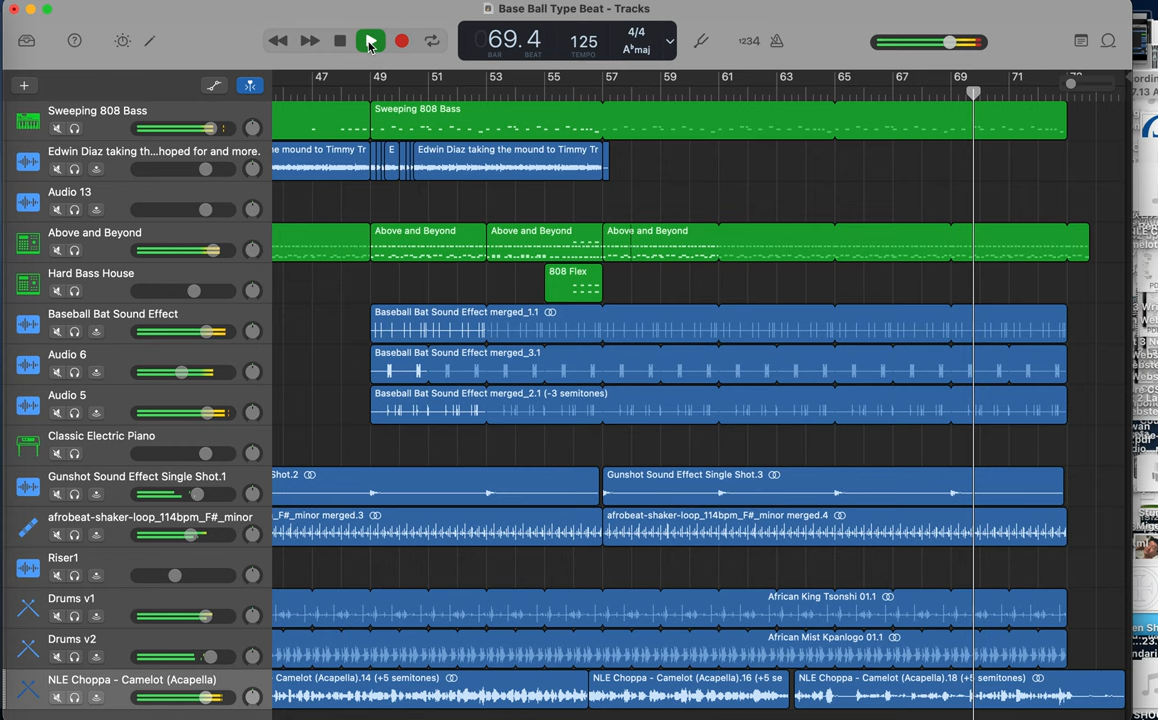 Base Ball Type Beat - Tracks
069.4
BAR
BEAT
125
TEMPO
4/4
A♭maj
1234
47
49
51
53
55
57
59
61
63
65
67
69
71
Sweeping 808 Bass
Sweeping 808 Bass
Edwin Diaz taking th...hoped for and more.
e mound to Timmy Tr
E
Edwin Diaz taking the mound to Timmy Tr
Audio 13
Above and Beyond
Above and Beyond
Above and Beyond
Above and Beyond
Hard Bass House
808 Flex
Baseball Bat Sound Effect
Baseball Bat Sound Effect merged_1.1
Audio 6
Baseball Bat Sound Effect merged_3.1
Audio 5
Baseball Bat Sound Effect merged_2.1 (-3 semitones)
Classic Electric Piano
Gunshot Sound Effect Single Shot.1
Shot.2
Gunshot Sound Effect Single Shot.3
afrobeat-shaker-loop_114bpm_F#_minor
_F#_minor merged.3
afrobeat-shaker-loop_114bpm_F#_minor merged.4
Riser1
Drums v1
African King Tsonshi 01.1
Drums v2
African Mist Kpanlogo 01.1
NLE Choppa - Camelot (Acapella)
Camelot (Acapella).14 (+5 semitones)
NLE Choppa - Camelot (Acapella).16 (+5 se
NLE Choppa - Camelot (Acapella).18 (+5 semitones)